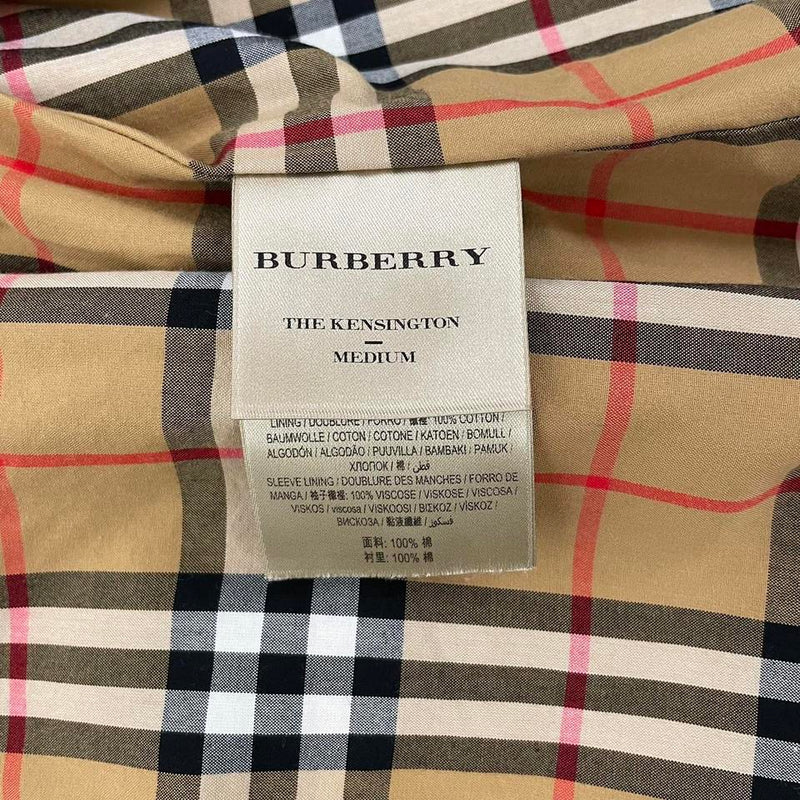 BURBERRY
THE KENSINGTON
–
MEDIUM
LINING / DOUBLURE / FORRO / 襯裡: 100% COTTON /
BAUMWOLLE / COTON / COTONE / KATOEN / BOMULL /
ALGODÓN / ALGODÃO / PUUVILLA / BAMBAKI / PAMUK /
ХЛОПОК / 棉 / قطن
SLEEVE LINING / DOUBLURE DES MANCHES / FORRO DE
MANGA / 袖子襯裡: 100% VISCOSE / VISKOSE / VISCOSA /
VISKOS / viscosa / VISKOOSI / ΒΙΣΚΟΖ / VİSKOZ /
ВИСКОЗА / 黏液纖維 / فسكوز
面料: 100% 棉
衬里: 100% 棉